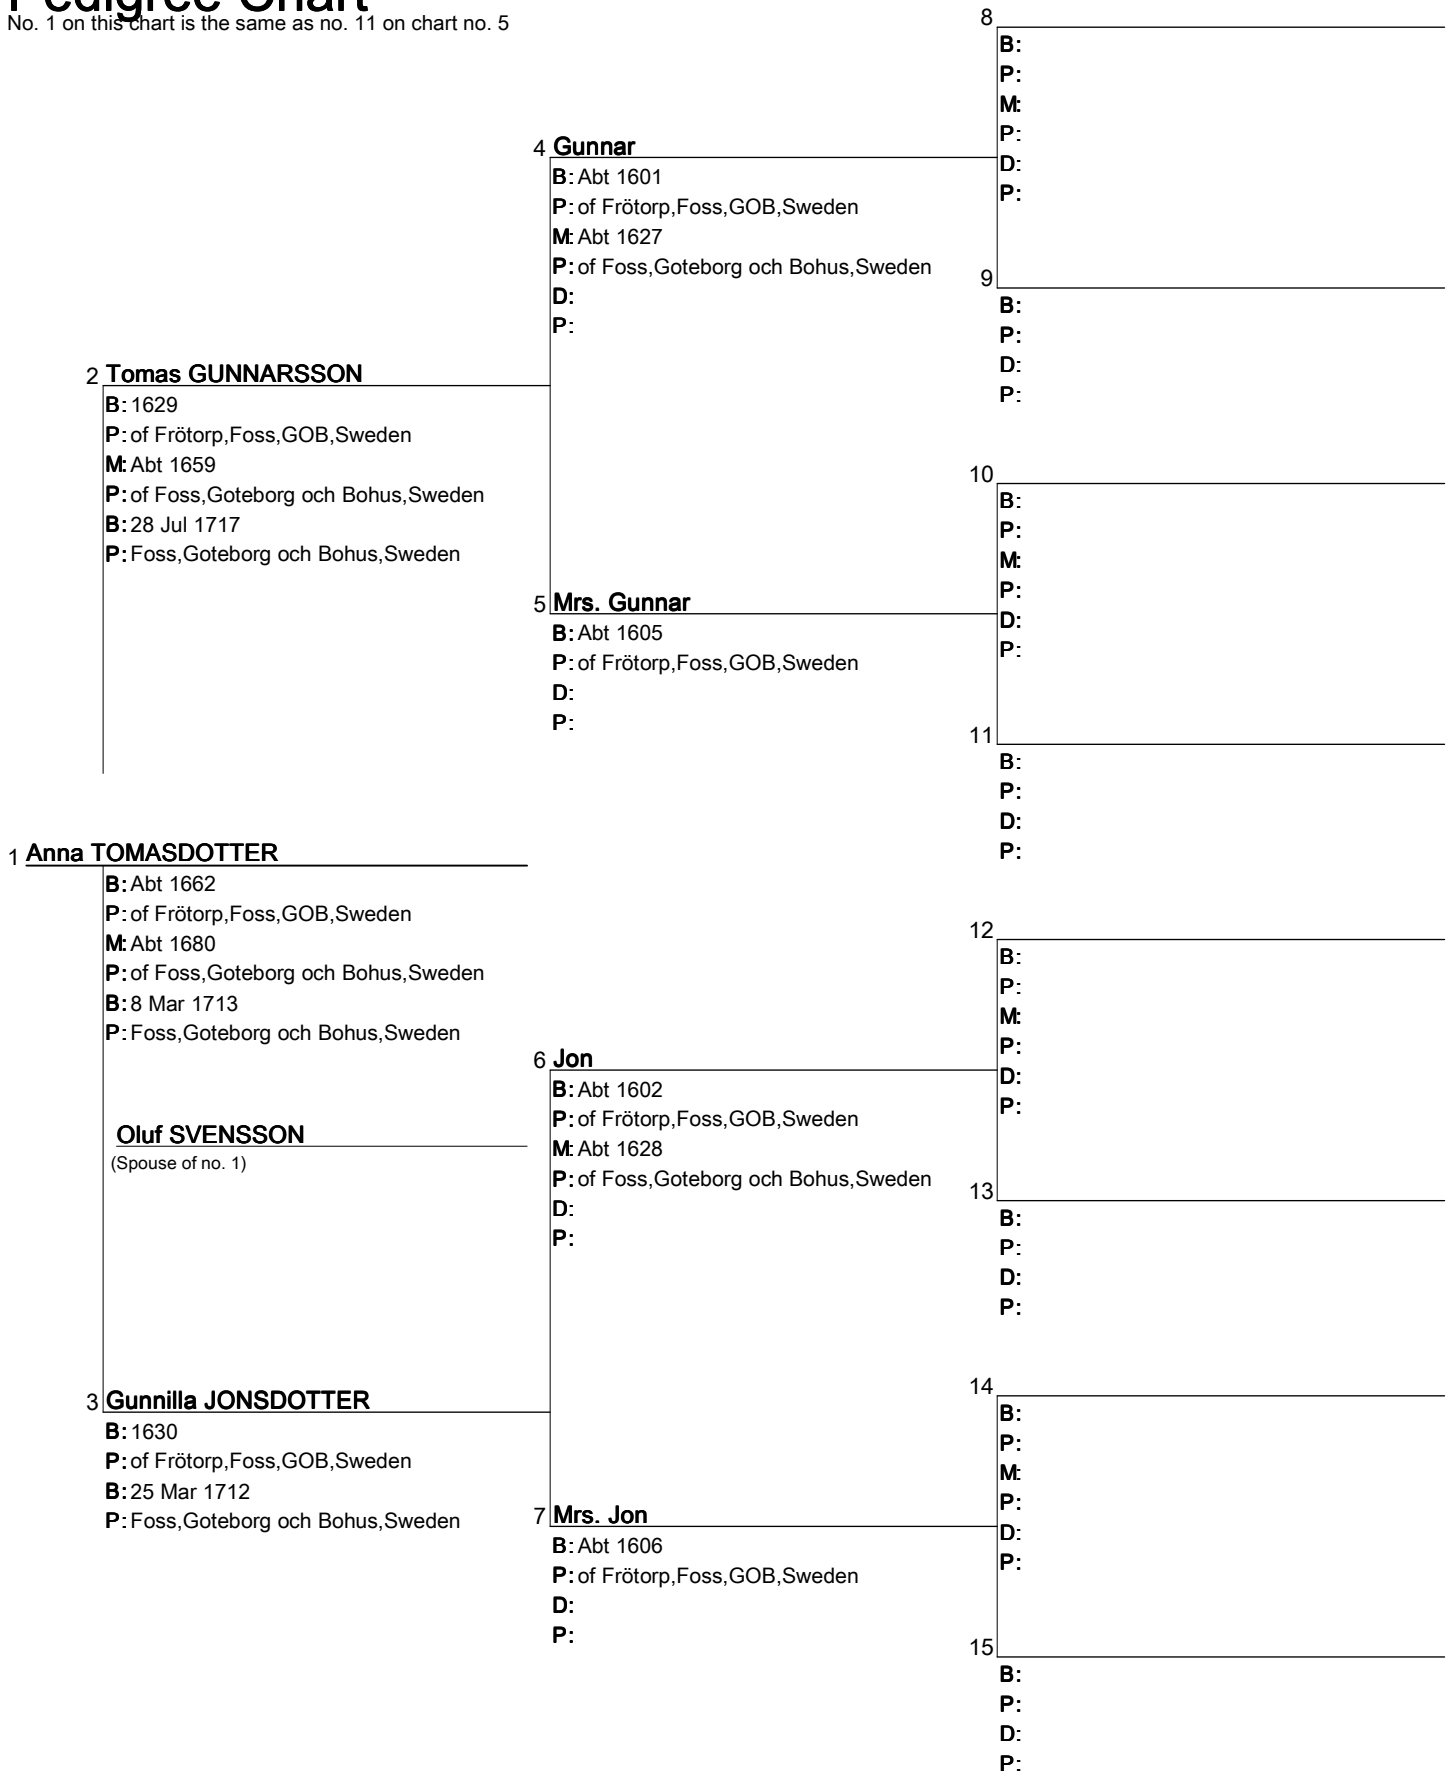 Pedigree Chart
No. 1 on this chart is the same as no. 11 on chart no. 5
8
B:
P:
M:
P:
D:
P:
4 Gunnar
B: Abt 1601
P: of Frötorp,Foss,GOB,Sweden
M: Abt 1627
P: of Foss,Goteborg och Bohus,Sweden
D:
P:
9
B:
P:
D:
P:
2 Tomas GUNNARSSON
B: 1629
P: of Frötorp,Foss,GOB,Sweden
M: Abt 1659
P: of Foss,Goteborg och Bohus,Sweden
B: 28 Jul 1717
P: Foss,Goteborg och Bohus,Sweden
10
B:
P:
M:
P:
D:
P:
5 Mrs. Gunnar
B: Abt 1605
P: of Frötorp,Foss,GOB,Sweden
D:
P:
11
B:
P:
D:
P:
1 Anna TOMASDOTTER
B: Abt 1662
P: of Frötorp,Foss,GOB,Sweden
M: Abt 1680
P: of Foss,Goteborg och Bohus,Sweden
B: 8 Mar 1713
P: Foss,Goteborg och Bohus,Sweden
Oluf SVENSSON
(Spouse of no. 1)
12
B:
P:
M:
P:
D:
P:
6 Jon
B: Abt 1602
P: of Frötorp,Foss,GOB,Sweden
M: Abt 1628
P: of Foss,Goteborg och Bohus,Sweden
D:
P:
13
B:
P:
D:
P:
3 Gunnilla JONSDOTTER
B: 1630
P: of Frötorp,Foss,GOB,Sweden
B: 25 Mar 1712
P: Foss,Goteborg och Bohus,Sweden
14
B:
P:
M:
P:
D:
P:
7 Mrs. Jon
B: Abt 1606
P: of Frötorp,Foss,GOB,Sweden
D:
P:
15
B:
P:
D:
P: